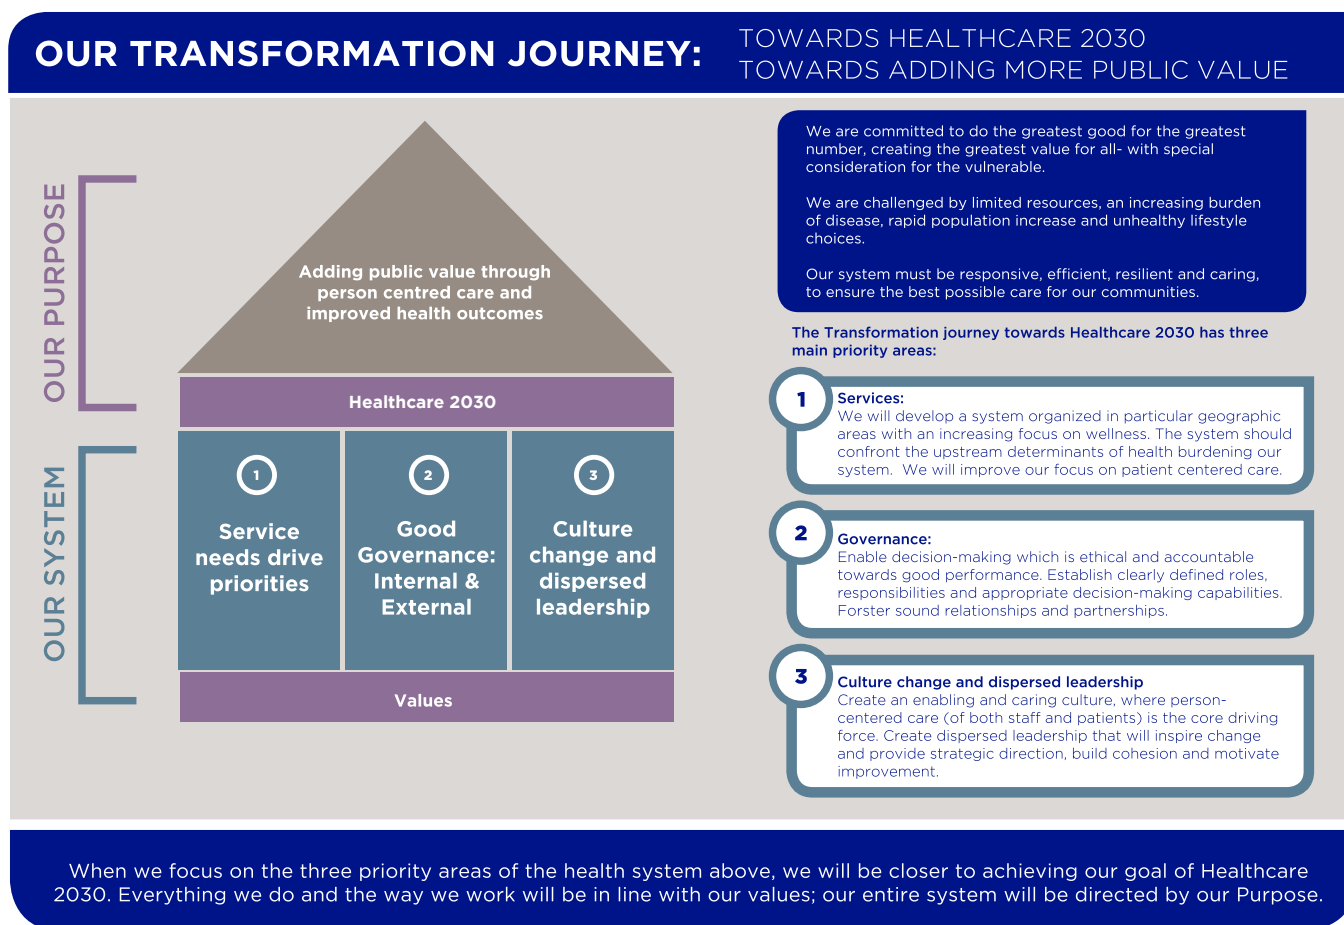 OUR TRANSFORMATION JOURNEY:
TOWARDS HEALTHCARE 2030
TOWARDS ADDING MORE PUBLIC VALUE
OUR PURPOSE
Adding public value through
person centred care and
improved health outcomes
Healthcare 2030
OUR SYSTEM
1
Service
needs drive
priorities
2
Good
Governance:
Internal &
External
3
Culture
change and
dispersed
leadership
Values
We are committed to do the greatest good for the greatest
number, creating the greatest value for all- with special
consideration for the vulnerable.
We are challenged by limited resources, an increasing burden
of disease, rapid population increase and unhealthy lifestyle
choices.
Our system must be responsive, efficient, resilient and caring,
to ensure the best possible care for our communities.
The Transformation journey towards Healthcare 2030 has three
main priority areas:
1
Services:
We will develop a system organized in particular geographic
areas with an increasing focus on wellness. The system should
confront the upstream determinants of health burdening our
system.  We will improve our focus on patient centered care.
2
Governance:
Enable decision-making which is ethical and accountable
towards good performance. Establish clearly defined roles,
responsibilities and appropriate decision-making capabilities.
Forster sound relationships and partnerships.
3
Culture change and dispersed leadership
Create an enabling and caring culture, where person-
centered care (of both staff and patients) is the core driving
force. Create dispersed leadership that will inspire change
and provide strategic direction, build cohesion and motivate
improvement.
When we focus on the three priority areas of the health system above, we will be closer to achieving our goal of Healthcare
2030. Everything we do and the way we work will be in line with our values; our entire system will be directed by our Purpose.